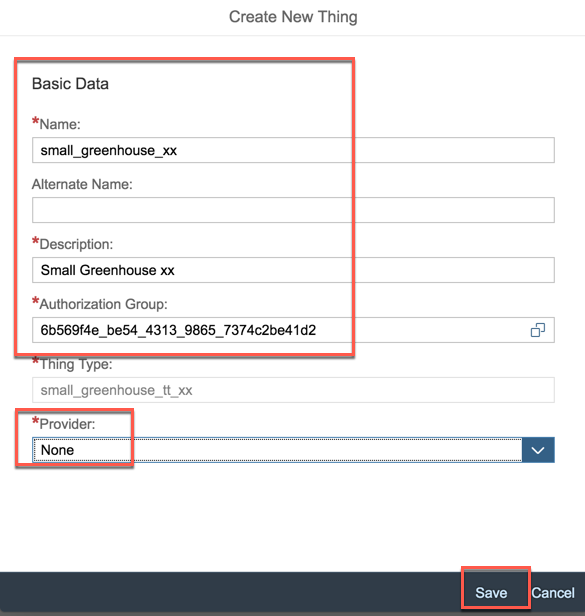 Create New Thing
Basic Data
*Name:
small_greenhouse_xx
Alternate Name:
*Description:
Small Greenhouse xx
*Authorization Group:
6b569f4e_be54_4313_9865_7374c2be41d2
*Thing Type:
small_greenhouse_tt_xx
*Provider:
None
Save Cancel